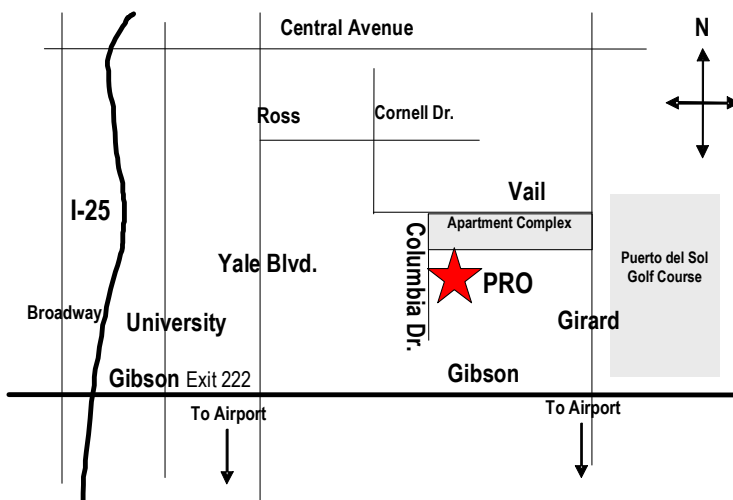 Central Avenue
N
Ross
Cornell Dr.
Vail
I-25
Apartment Complex
Columbia Dr.
Yale Blvd.
Puerto del Sol
Golf Course
PRO
Broadway
University
Girard
Gibson Exit 222
Gibson
To Airport
To Airport